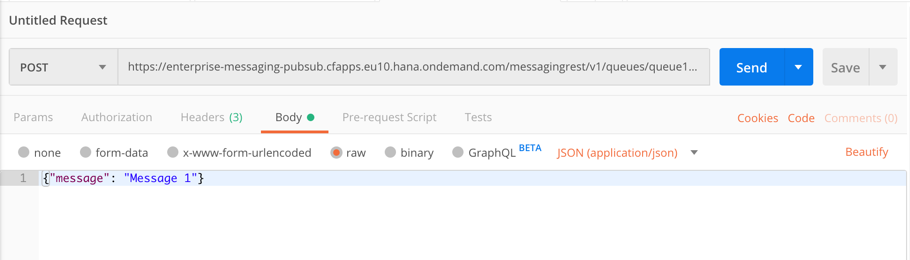 Untitled Request
POST https://enterprise-messaging-pubsub.cfapps.eu10.hana.ondemand.com/messagingrest/v1/queues/queue1... Send Save
Params Authorization Headers (3) Body Pre-request Script Tests Cookies Code Comments (0)
none form-data x-www-form-urlencoded raw binary GraphQL BETA JSON (application/json) Beautify
1 {"message": "Message 1"}